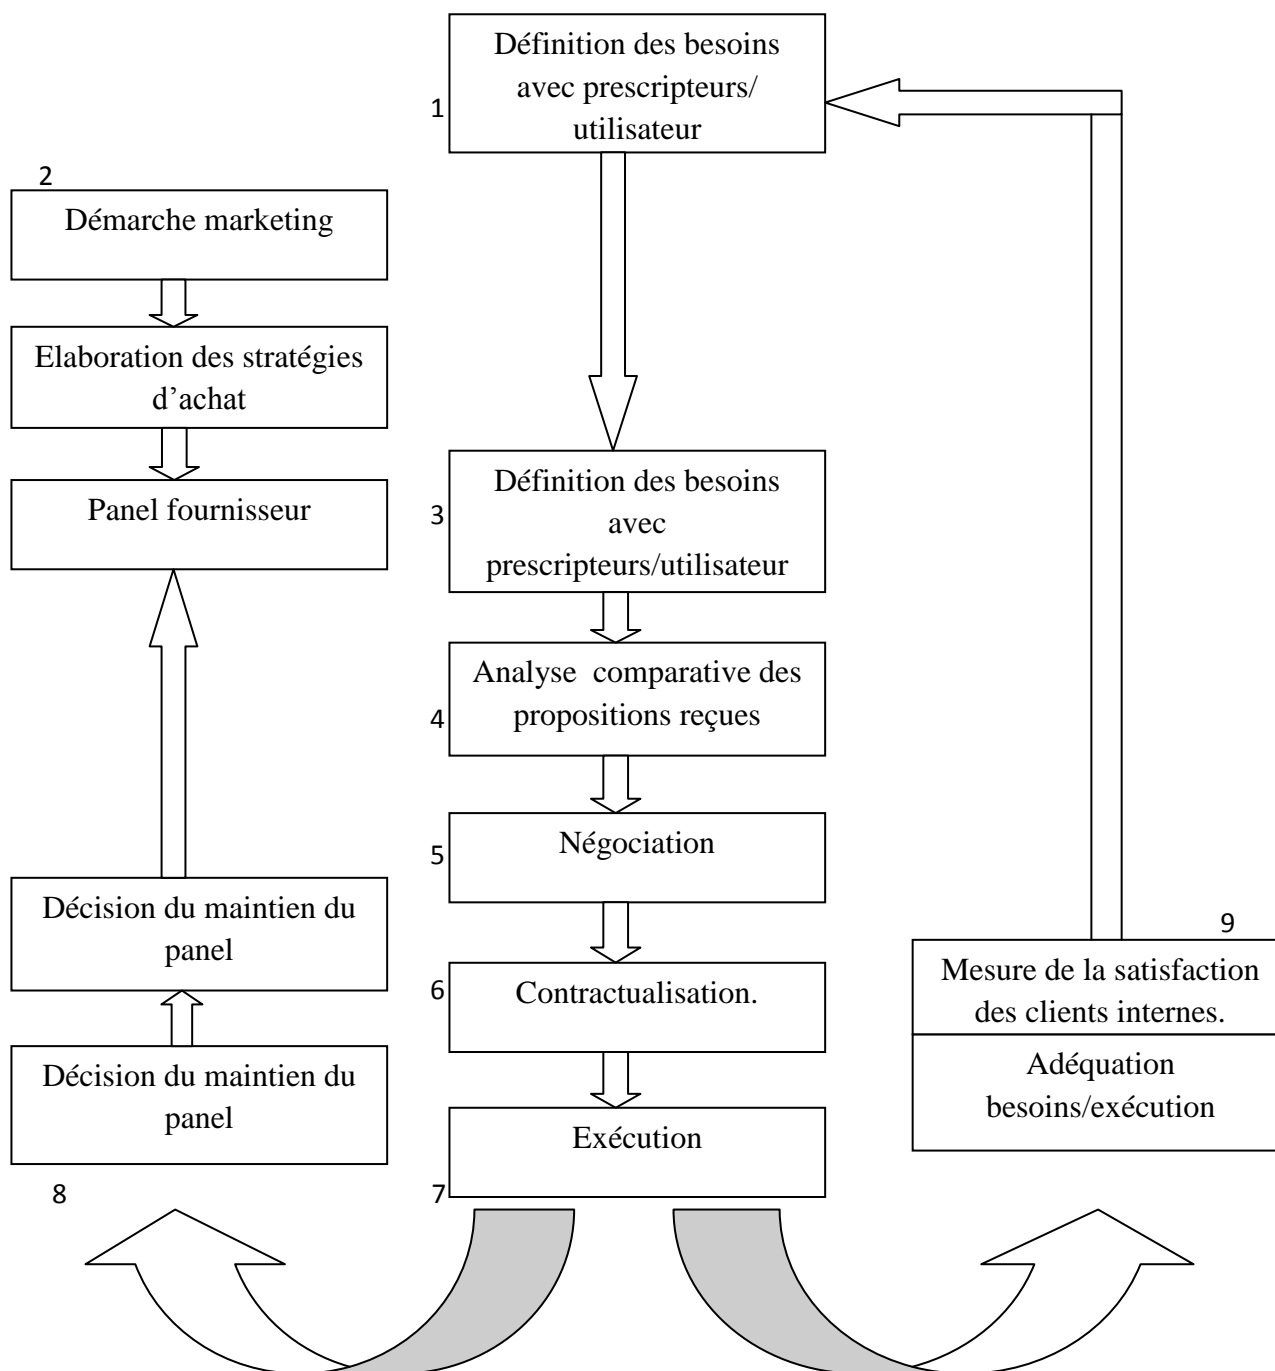 Définition des besoins
avec prescripteurs/
utilisateur
1
2
Démarche marketing
Elaboration des stratégies
d’achat
Panel fournisseur
3
Définition des besoins
avec
prescripteurs/utilisateur
4
Analyse  comparative des
propositions reçues
5
Négociation
6
Contractualisation.
7
Exécution
Décision du maintien du
panel
Décision du maintien du
panel
8
9
Mesure de la satisfaction
des clients internes.
Adéquation
besoins/exécution